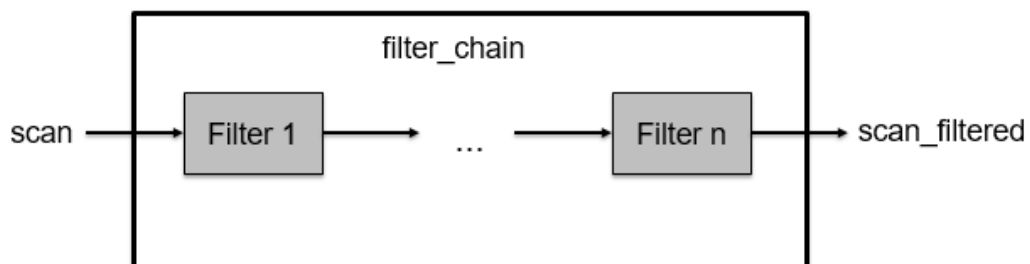 filter_chain
scan
Filter 1
...
Filter n
scan_filtered